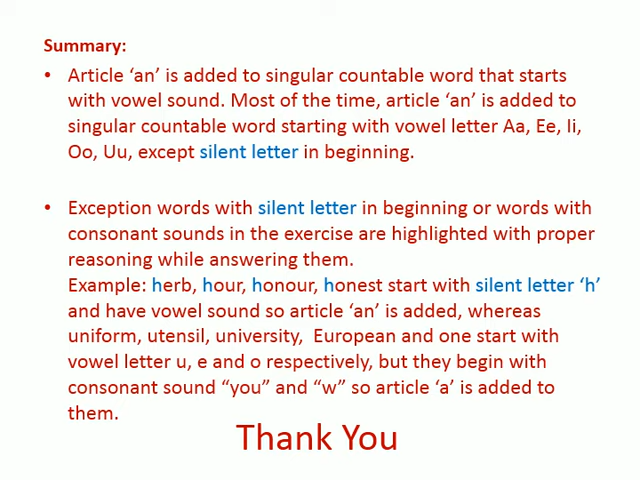 Summary:
• Article ‘an’ is added to singular countable word that starts
with vowel sound. Most of the time, article ‘an’ is added to
singular countable word starting with vowel letter Aa, Ee, Ii,
Oo, Uu, except silent letter in beginning.
• Exception words with silent letter in beginning or words with
consonant sounds in the exercise are highlighted with proper
reasoning while answering them.
Example: herb, hour, honour, honest start with silent letter ‘h’
and have vowel sound so article ‘an’ is added, whereas
uniform, utensil, university, European and one start with
vowel letter u, e and o respectively, but they begin with
consonant sound “you” and “w” so article ‘a’ is added to
them.
Thank You